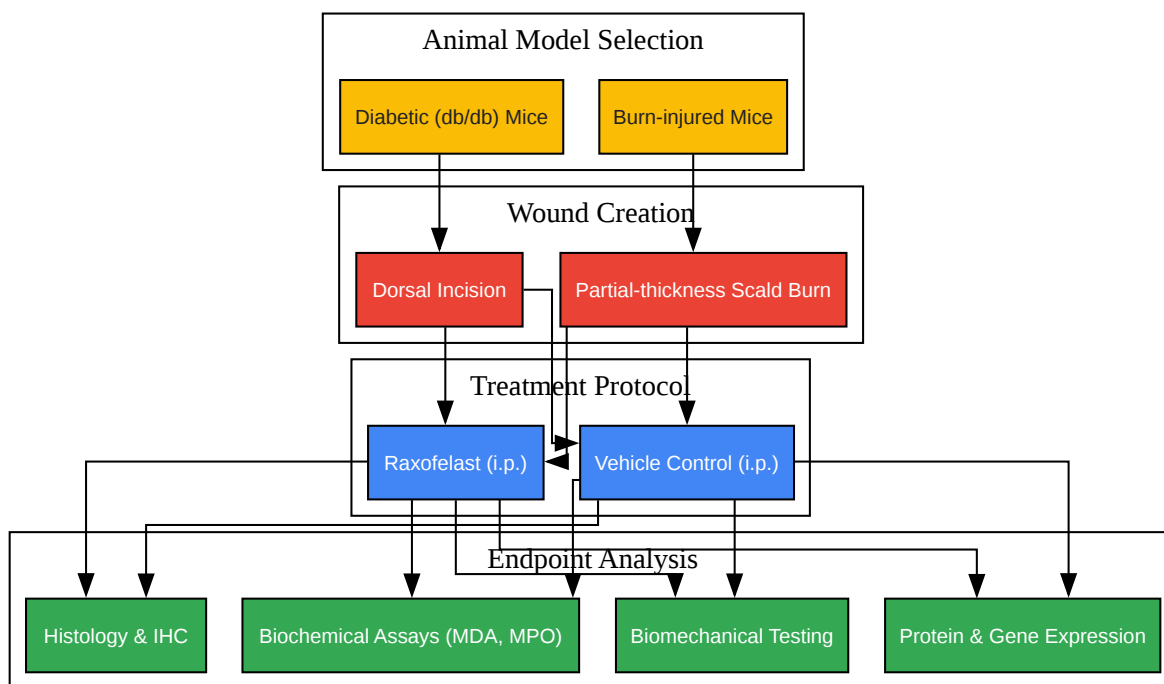 Animal Model Selection
Diabetic (db/db) Mice
Burn-injured Mice
Wound Creation
Dorsal Incision
Partial-thickness Scald Burn
Treatment Protocol
Raxofelast (i.p.)
Vehicle Control (i.p.)
Endpoint Analysis
Histology & IHC
Biochemical Assays (MDA, MPO)
Biomechanical Testing
Protein & Gene Expression